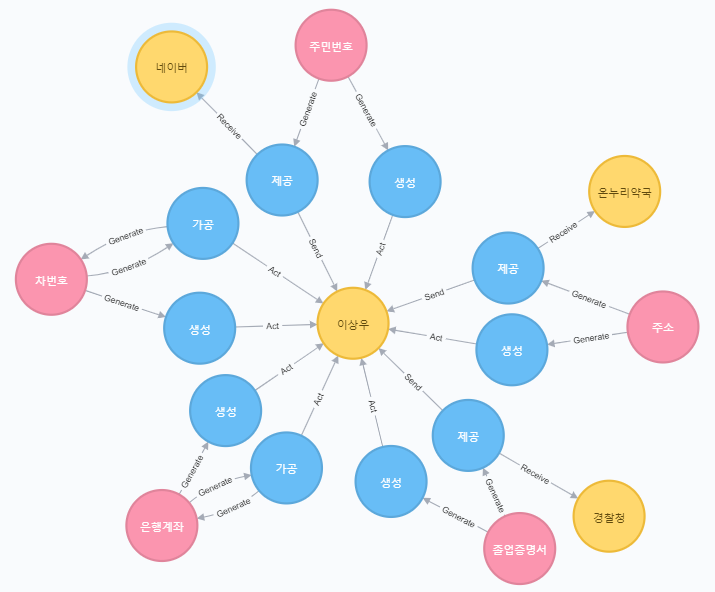 주민번호
네이버
Generate
Generate
Receive
제공
생성
온누리약국
가공
Generate
Receive
Send
Act
제공
차번호
Generate
Act
Generate
Send
Generate
생성
Act
이상우
주소
Act
생성
Generate
Act
Send
생성
Act
Act
제공
가공
생성
Receive
Generate
Generate
Generate
Generate
Generate
Generate
은행계좌
경찰청
졸업증명서